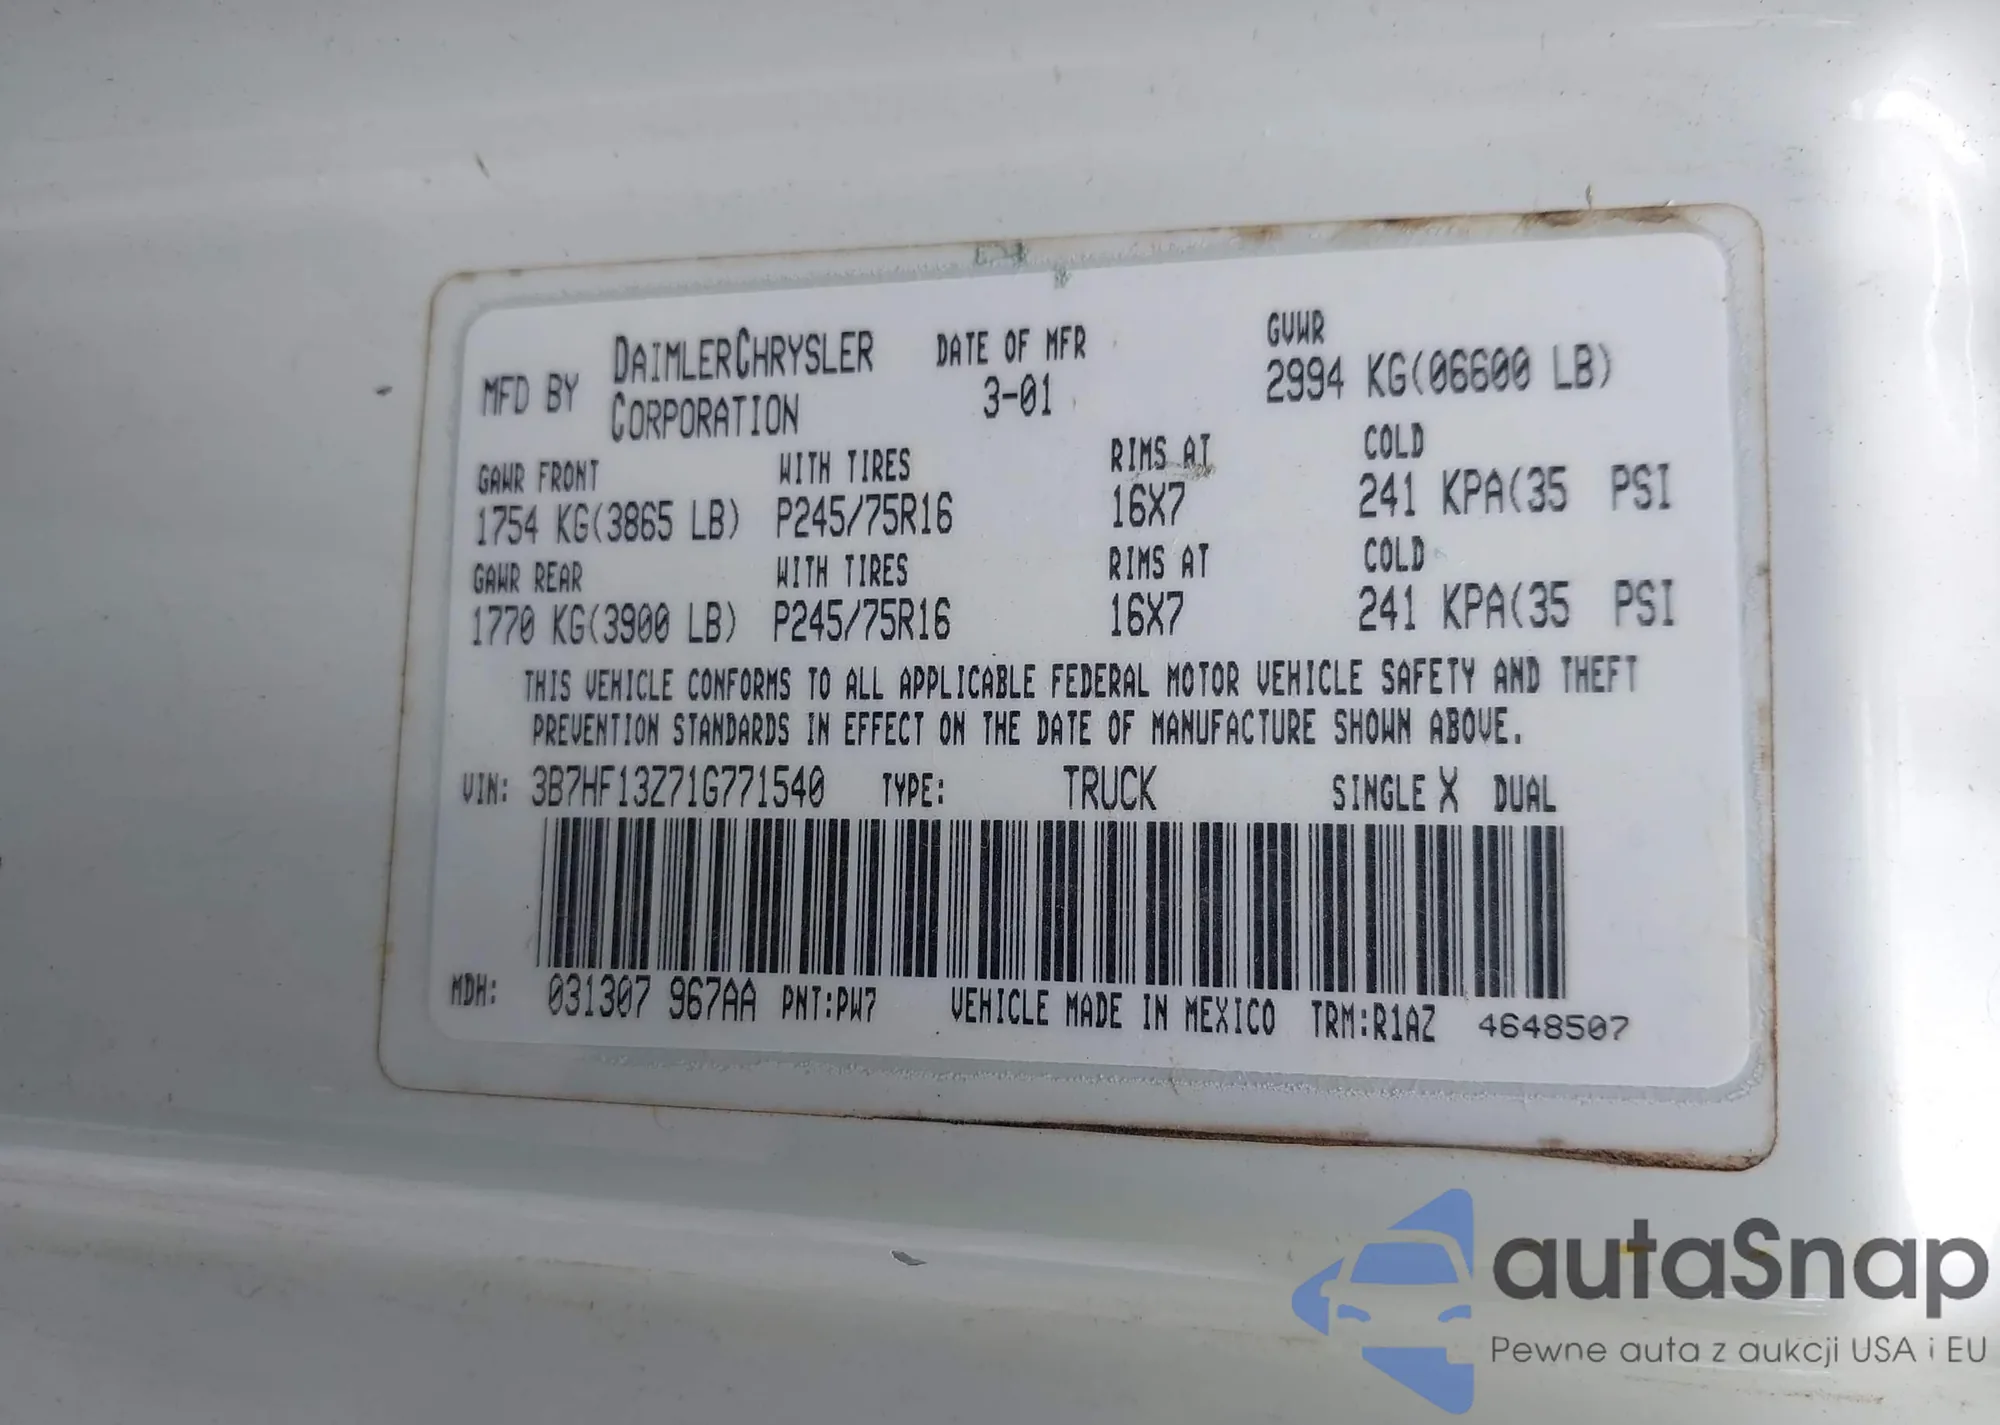 MFD BY DAIMLERCHRYSLER CORPORATION DATE OF MFR 3-01 GVWR 2994 KG(06600 LB)
GAWR FRONT WITH TIRES RIMS AT COLD
1754 KG(3865 LB) P245/75R16 16X7 241 KPA(35 PSI
GAWR REAR WITH TIRES RIMS AT COLD
1770 KG(3900 LB) P245/75R16 16X7 241 KPA(35 PSI
THIS VEHICLE CONFORMS TO ALL APPLICABLE FEDERAL MOTOR VEHICLE SAFETY AND THEFT
PREVENTION STANDARDS IN EFFECT ON THE DATE OF MANUFACTURE SHOWN ABOVE.
VIN: 3B7HF13Z71G771540 TYPE: TRUCK SINGLE X DUAL
MDH: 031307 967AA PNT:PW7 VEHICLE MADE IN MEXICO TRM:R1AZ 4648507
autaSnap
Pewne auta z aukcji USA i EU